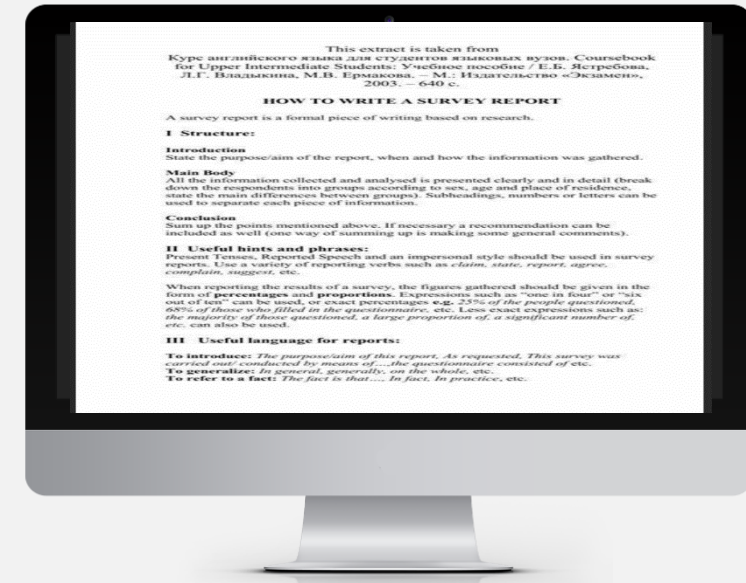 This extract is taken from
Курс английского языка для студентов языковых вузов. Coursebook
for Upper Intermediate Students: Учебное пособие / Е.Б. Ястребова,
Л.Г. Владыкина, М.В. Ермакова. – М.: Издательство «Экзамен»,
2003. – 640 с.
HOW TO WRITE A SURVEY REPORT
A survey report is a formal piece of writing based on research.
I Structure:
Introduction
State the purpose/aim of the report, when and how the information was gathered.
Main Body
All the information collected and analysed is presented clearly and in detail (break
down the respondents into groups according to sex, age and place of residence,
state the main differences between groups). Subheadings, numbers or letters can be
used to separate each piece of information.
Conclusion
Sum up the points mentioned above. If necessary a recommendation can be
included as well (one way of summing up is making some general comments).
II Useful hints and phrases:
Present Tenses, Reported Speech and an impersonal style should be used in survey
reports. Use a variety of reporting verbs such as claim, state, report, agree,
complain, suggest, etc.
When reporting the results of a survey, the figures gathered should be given in the
form of percentages and proportions. Expressions such as “one in four” or “six
out of ten” can be used, or exact percentages e.g. 25% of the people questioned,
68% of those who filled in the questionnaire, etc. Less exact expressions such as:
the majority of those questioned, a large proportion of, a significant number of,
etc. can also be used.
III Useful language for reports:
To introduce: The purpose/aim of this report, As requested, This survey was
carried out/ conducted by means of…,the questionnaire consisted of etc.
To generalize: In general, generally, on the whole, etc.
To refer to a fact: The fact is that…, In fact, In practice, etc.